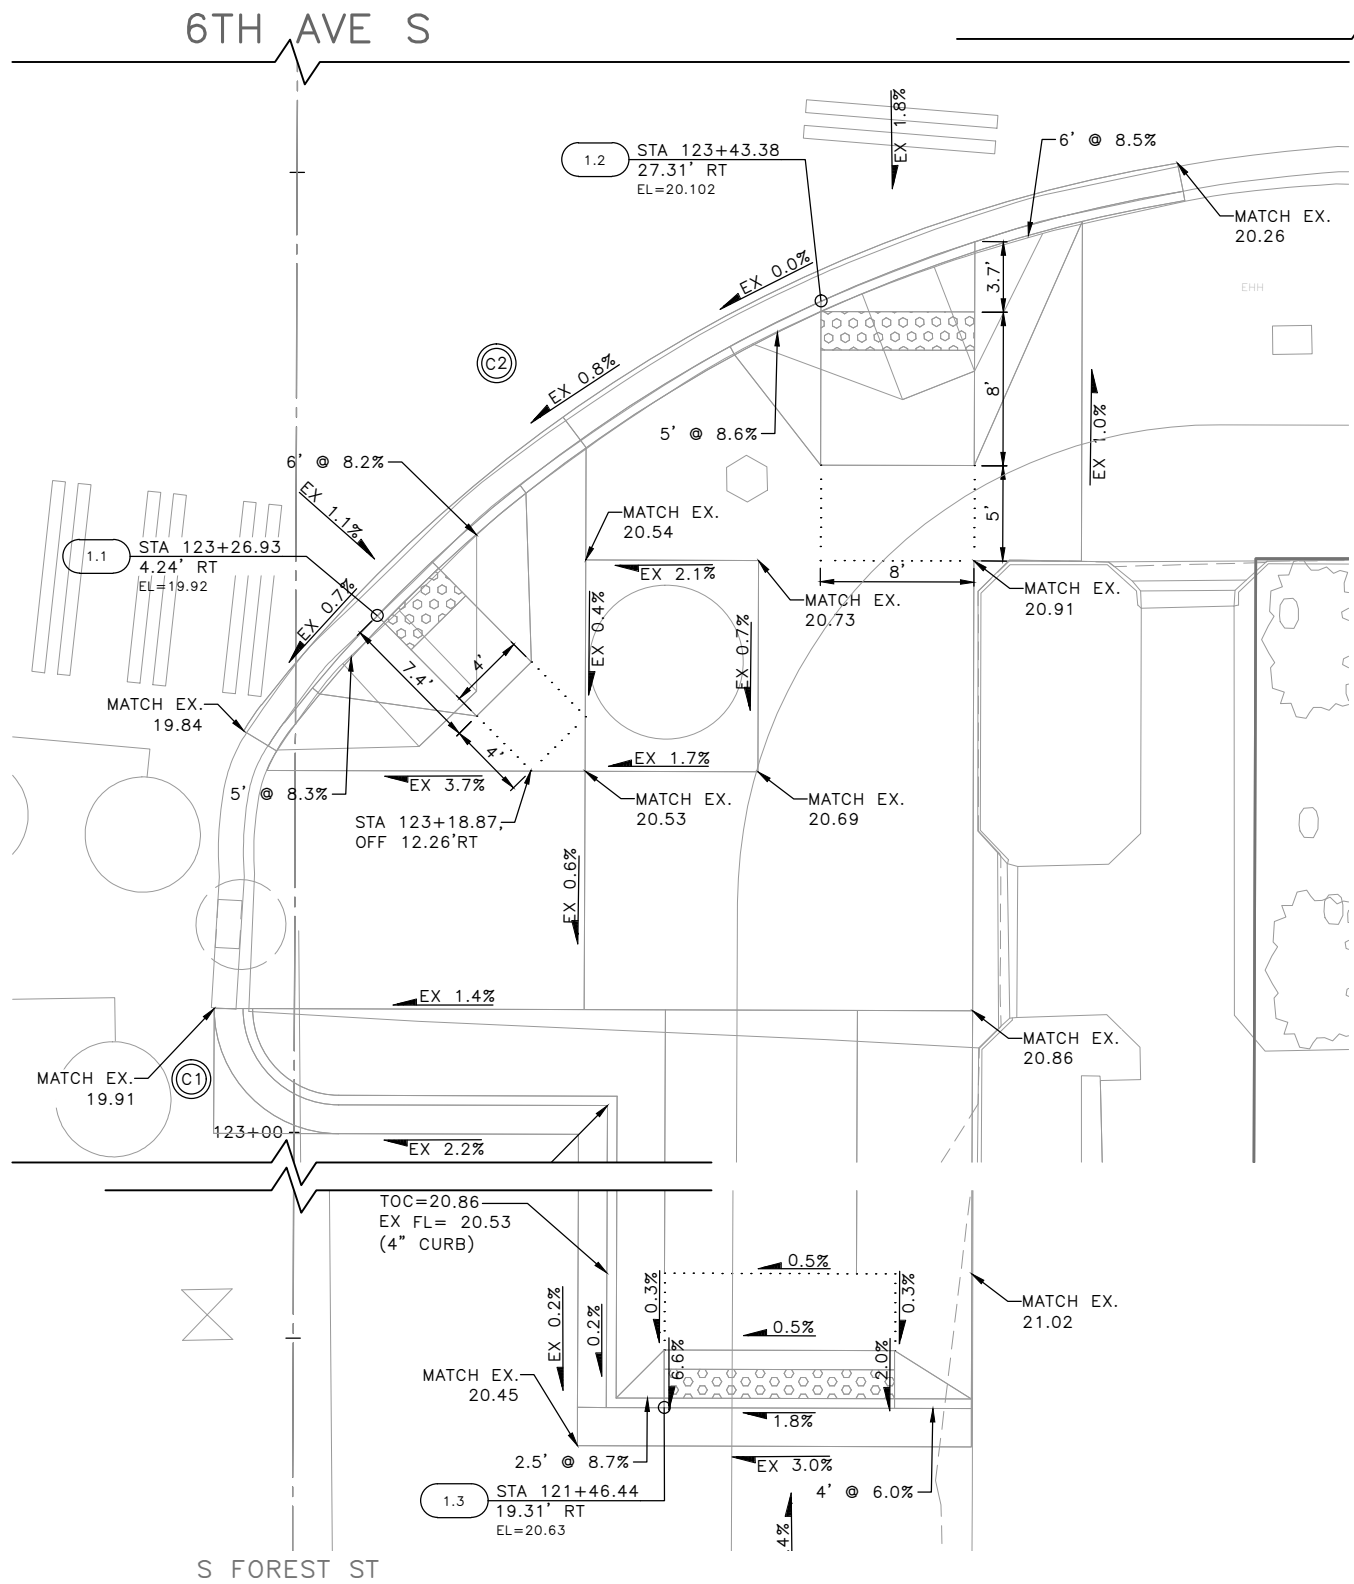 6TH AVE S
EX 1.8%
6' @ 8.5%
1.2
STA 123+43.38
27.31' RT
EL=20.102
MATCH EX.
20.26
EX 0.0%
3.7'
EHH
C2
EX 0.8%
8'
5' @ 8.6%
EX 1.0%
6' @ 8.2%
EX 1.1%
MATCH EX.
20.54
5'
1.1
STA 123+26.93
4.24' RT
EL=19.92
EX 2.1%
8'
MATCH EX.
20.73
MATCH EX.
20.91
EX 0.7%
EX 0.4%
EX 0.7%
7.4'
4'
MATCH EX.
19.84
4'
EX 1.7%
EX 3.7%
5' @ 8.3%
MATCH EX.
20.53
MATCH EX.
20.69
STA 123+18.87,
OFF 12.26'RT
EX 0.6%
EX 1.4%
MATCH EX.
20.86
MATCH EX.
19.91
C1
123+00
EX 2.2%
TOC=20.86
EX FL= 20.53
(4" CURB)
0.5%
0.3%
0.3%
EX 0.2%
0.2%
0.5%
MATCH EX.
21.02
6.6%
2.0%
MATCH EX.
20.45
1.8%
2.5' @ 8.7%
EX 3.0%
1.3
STA 121+46.44
19.31' RT
EL=20.63
4' @ 6.0%
4%
S FOREST ST